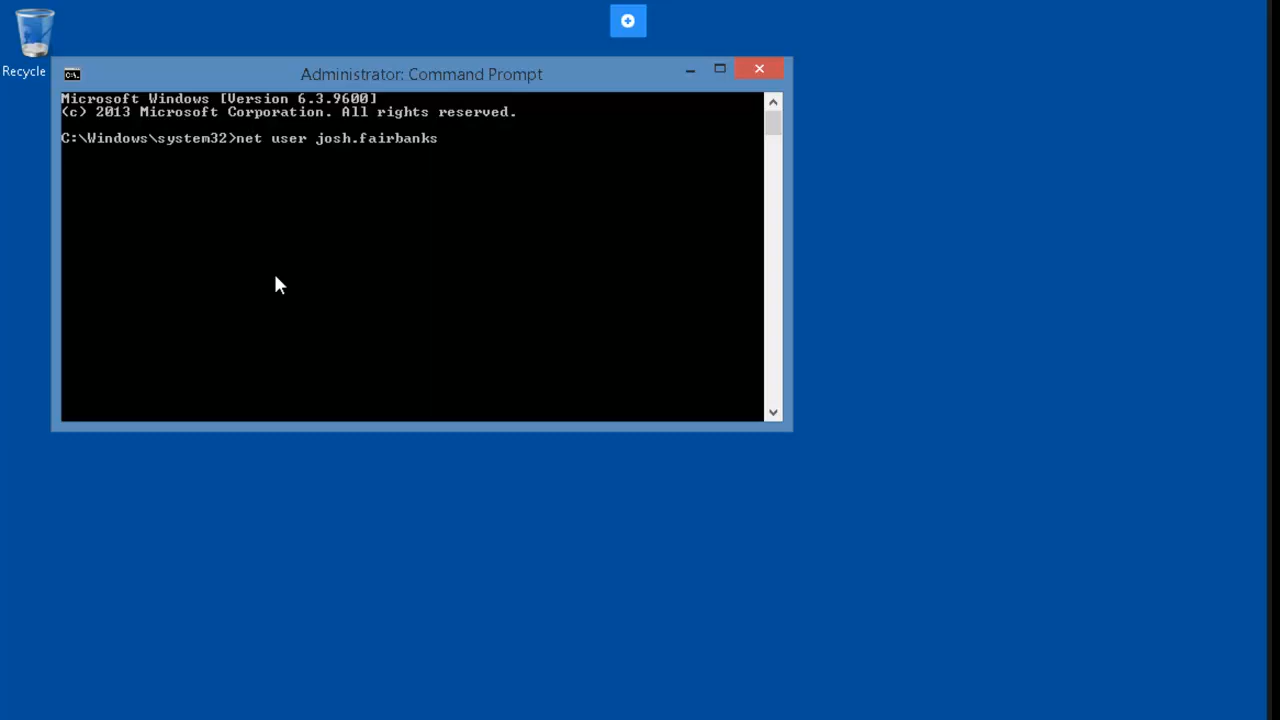 Recycle
Administrator: Command Prompt
Microsoft Windows [Version 6.3.9600]
(c) 2013 Microsoft Corporation. All rights reserved.
C:\Windows\system32>net user josh.fairbanks